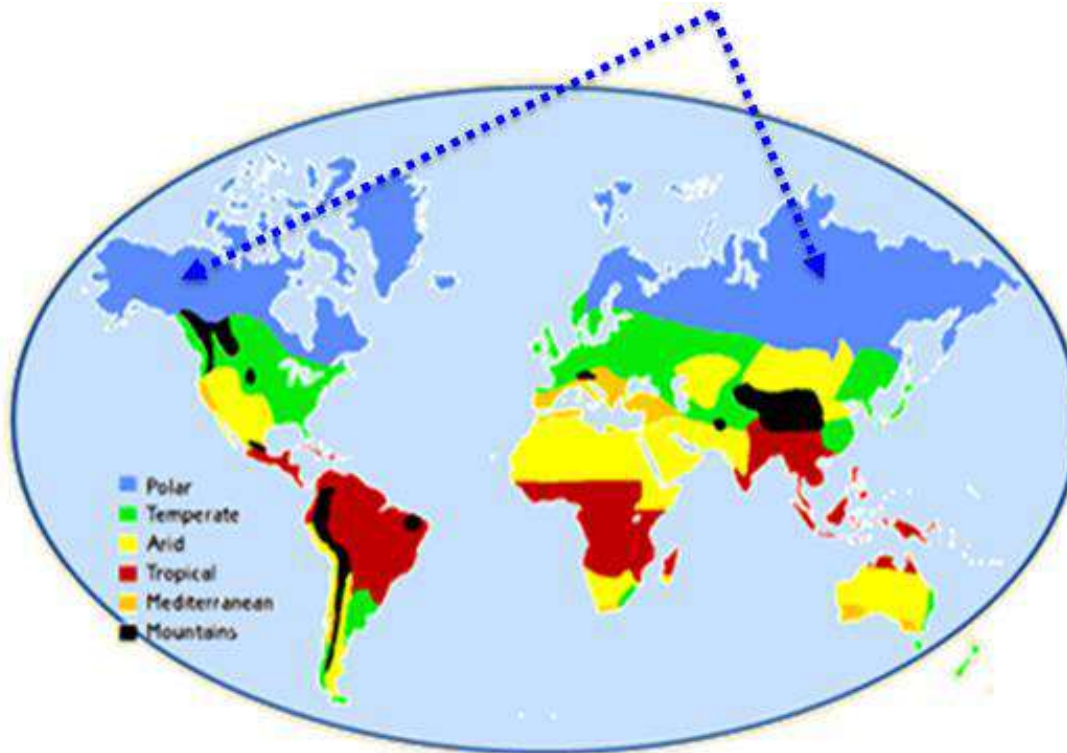 Polar
Temperate
Arid
Tropical
Mediterranean
Mountains